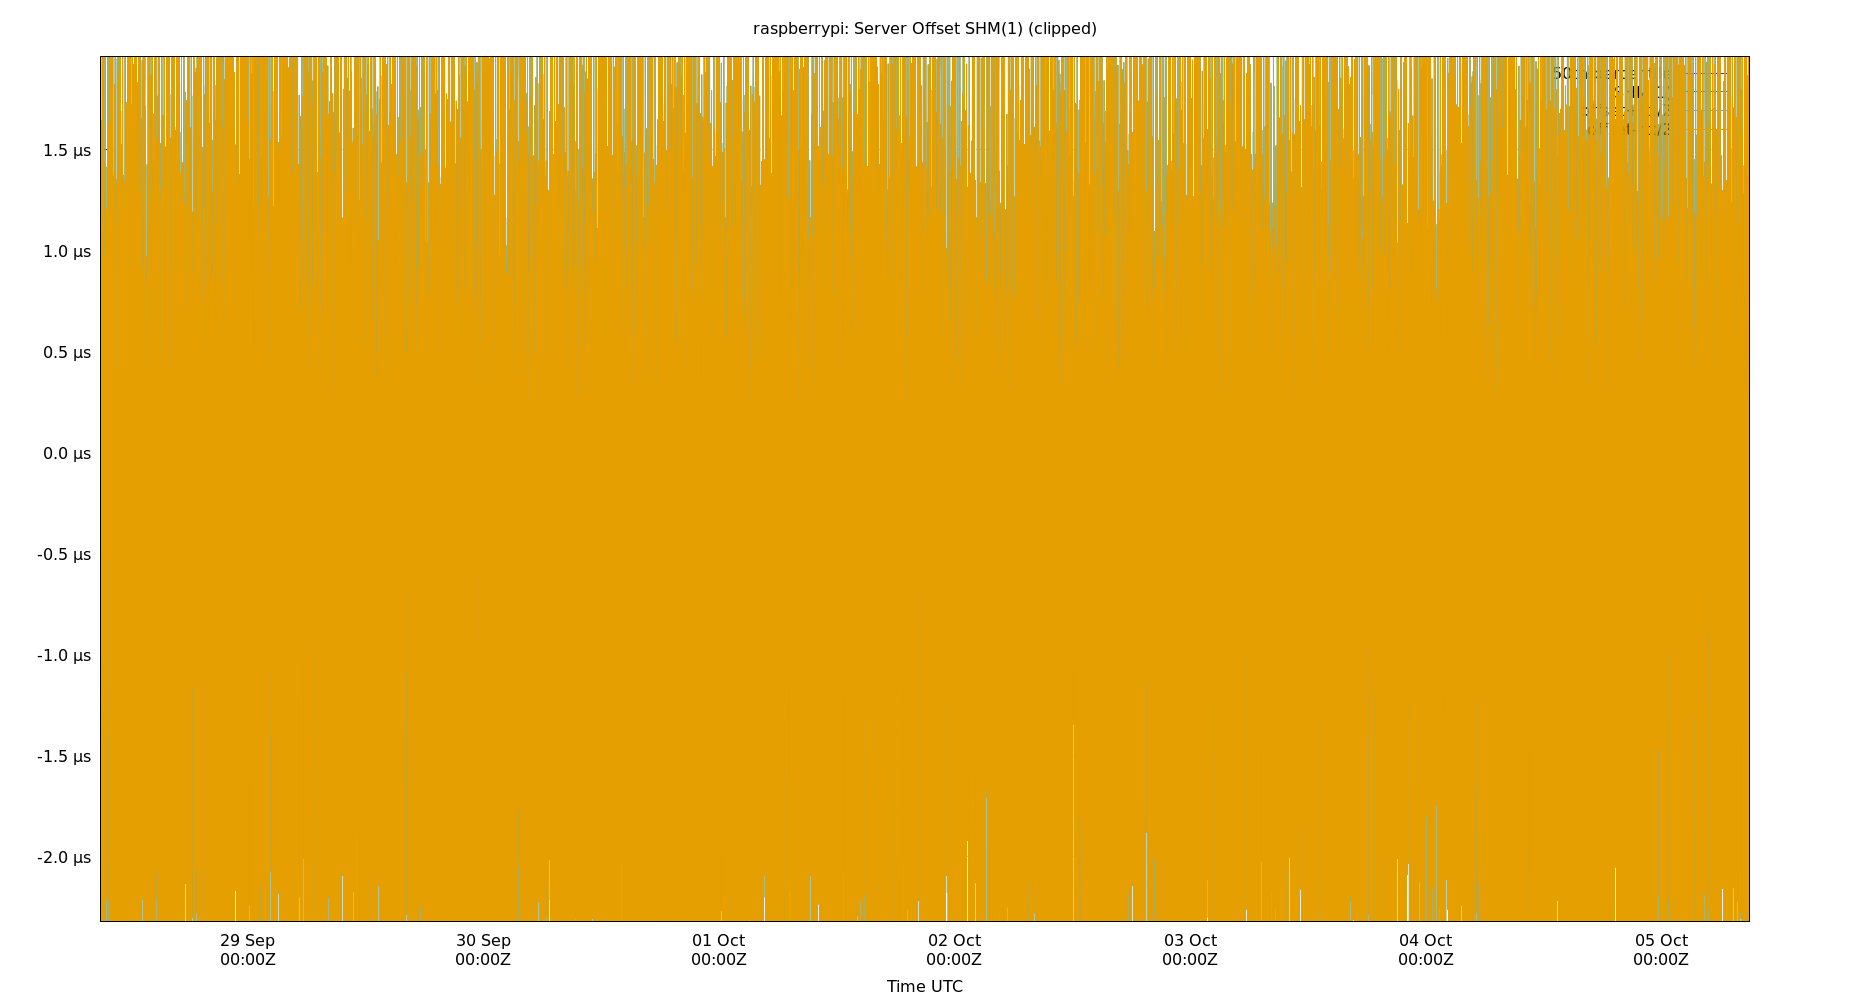 raspberrypi: Server Offset SHM(1) (clipped)
1.5 µs
1.0 µs
0.5 µs
0.0 µs
-0.5 µs
-1.0 µs
-1.5 µs
-2.0 µs
29 Sep 30 Sep 01 Oct 02 Oct 03 Oct 04 Oct 05 Oct
00:00Z 00:00Z 00:00Z 00:00Z 00:00Z 00:00Z 00:00Z
Time UTC